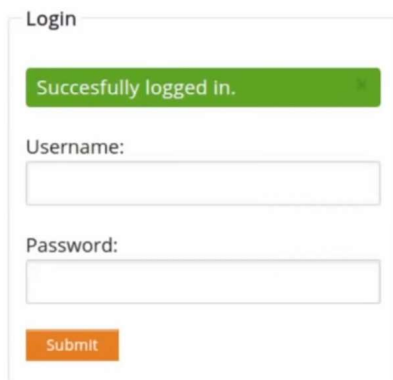 Login
Succesfully logged in.
Username:
Password:
Submit